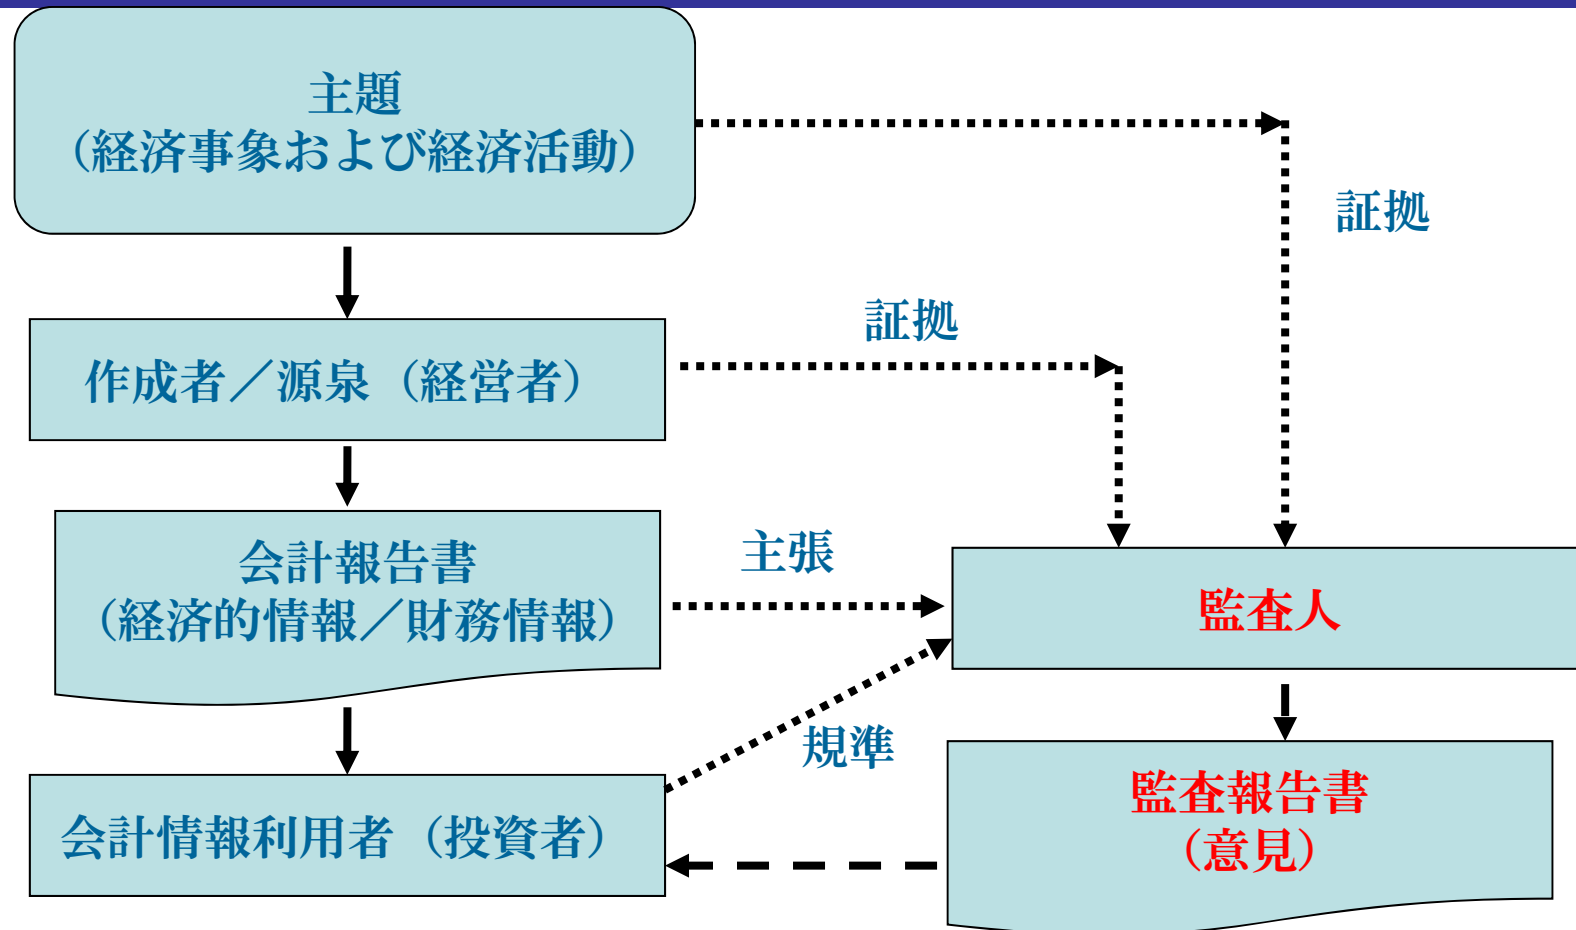 主題
（経済事象および経済活動）
証拠
証拠
作成者／源泉（経営者）
会計報告書
（経済的情報／財務情報）
主張
監査人
規準
会計情報利用者（投資者）
監査報告書
（意見）